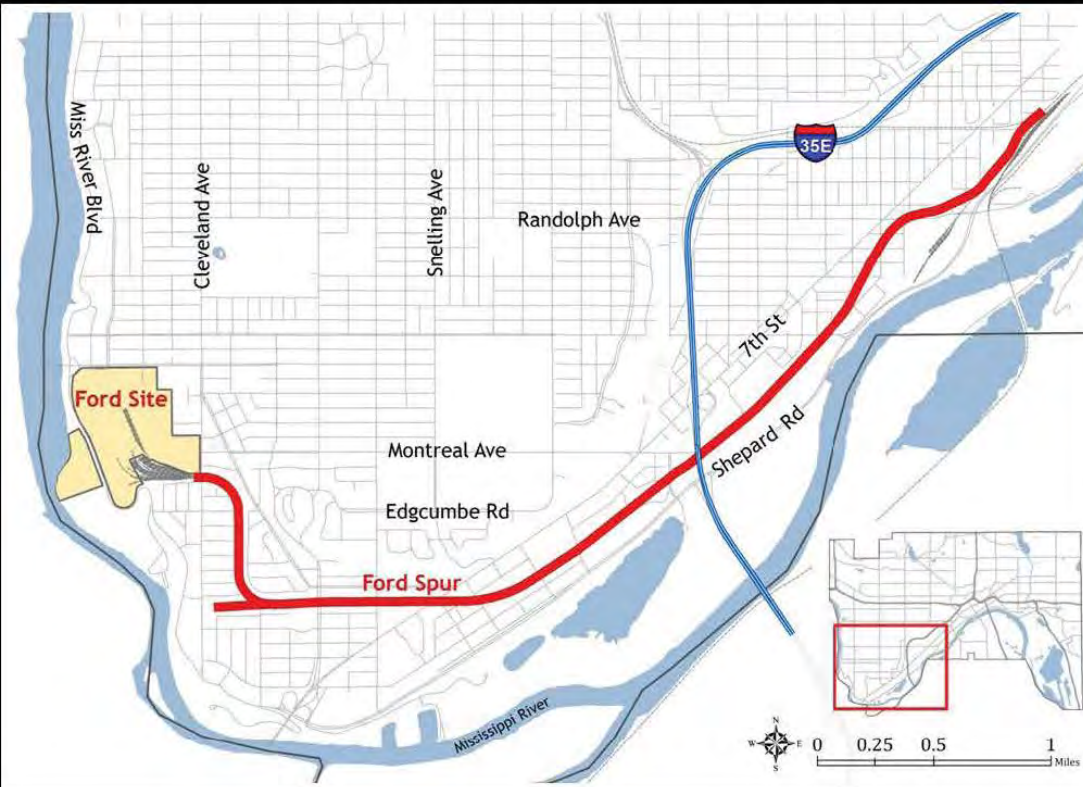 35E
Miss River Blvd
Cleveland Ave
Snelling Ave
Randolph Ave
7th St
Ford Site
Montreal Ave
Shepard Rd
Edgcumbe Rd
Ford Spur
Mississippi River
N
W E
S
0 0.25 0.5 1
Miles